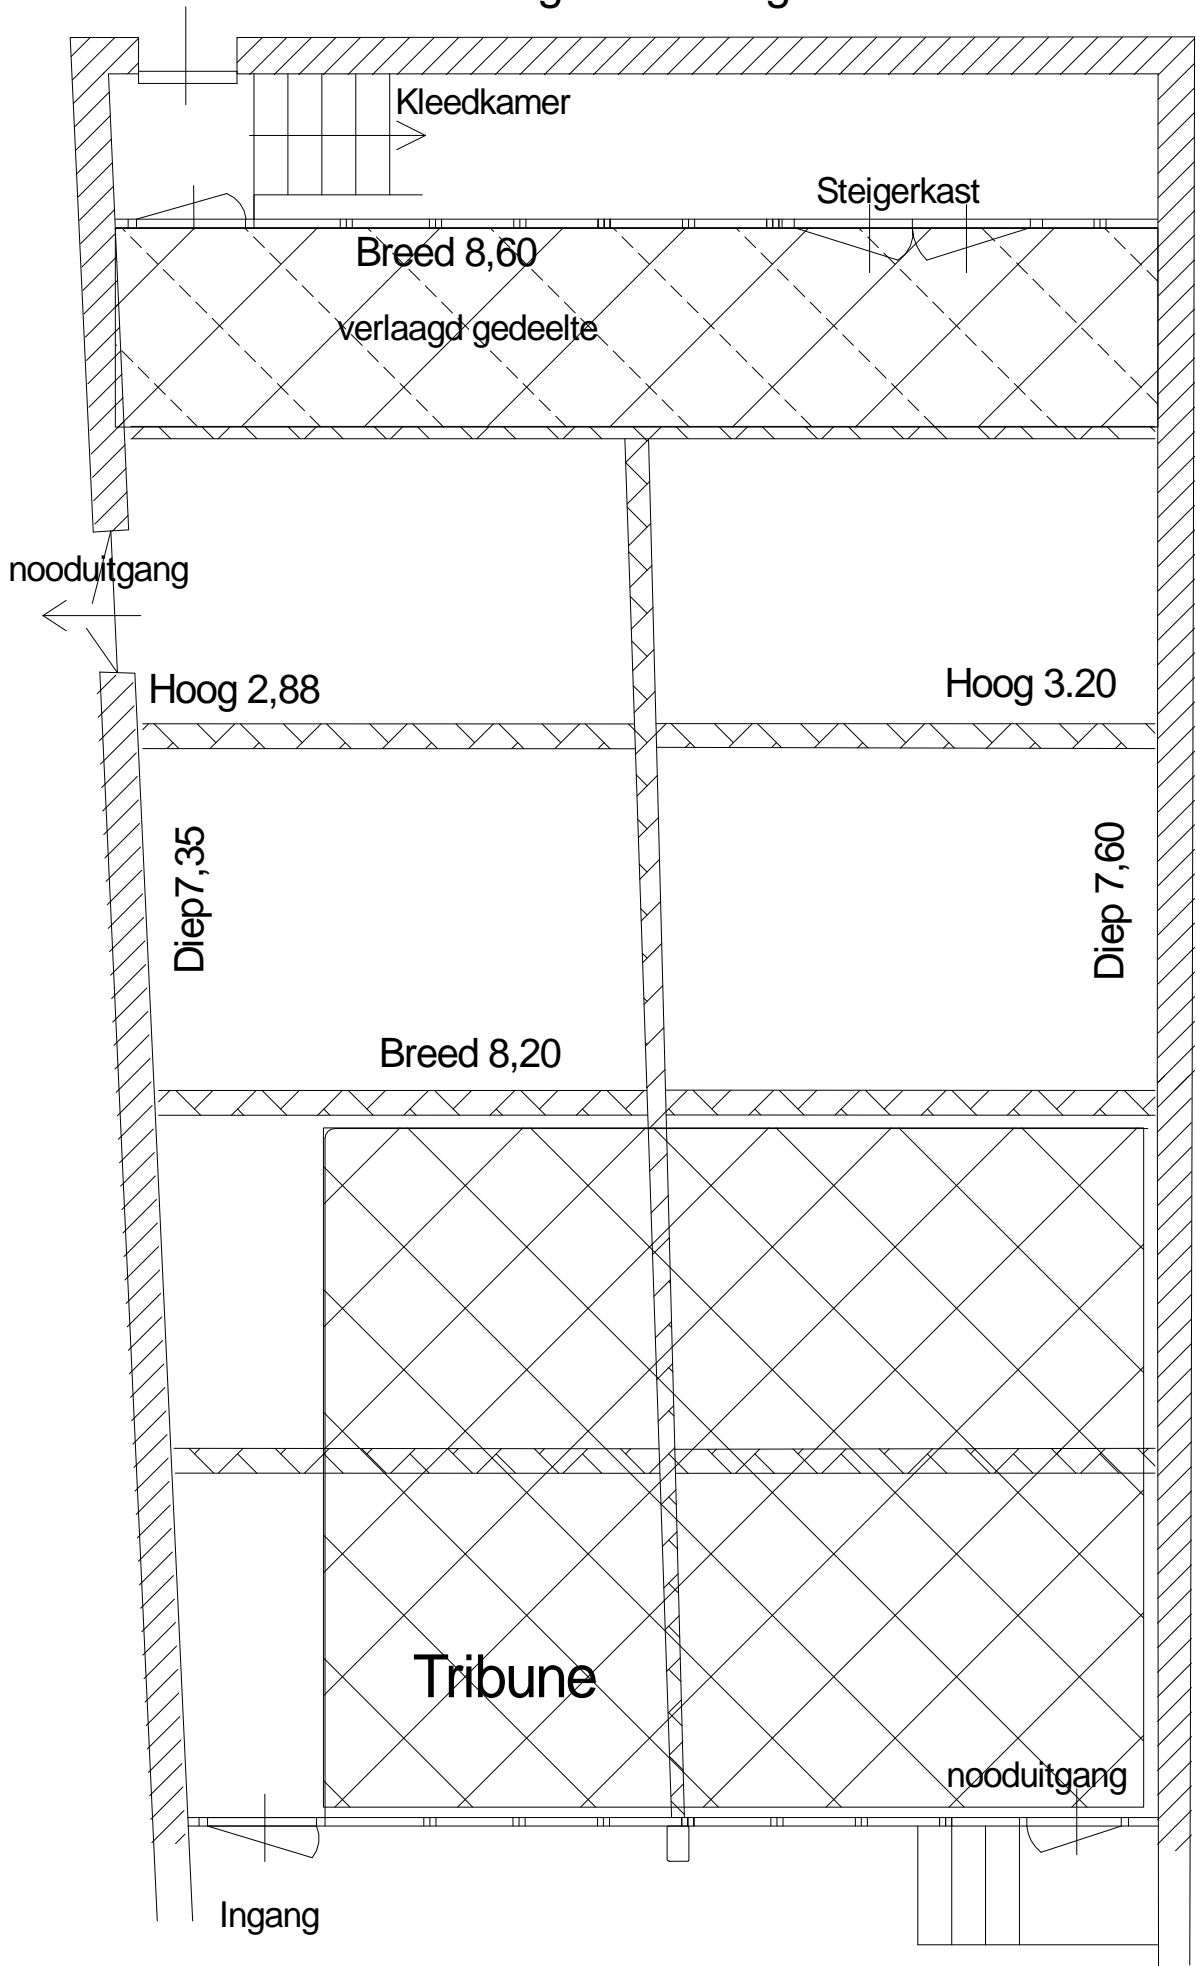 Kleedkamer
Steigerkast
Breed 8,60
verlaagd gedeelte
nooduitgang
Hoog 2,88
Hoog 3.20
Diep7,35
Diep 7,60
Breed 8,20
Tribune
nooduitgang
Ingang